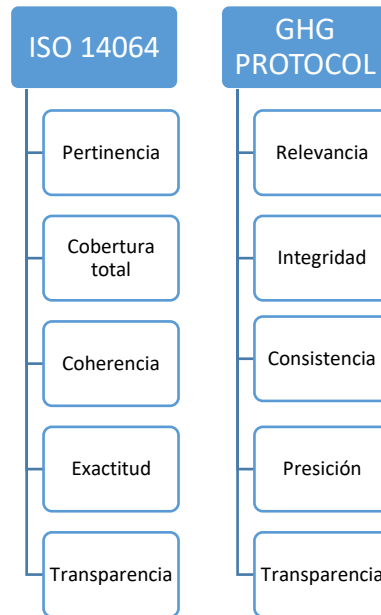 ISO 14064
Pertinencia
Cobertura
total
Coherencia
Exactitud
Transparencia
GHG
PROTOCOL
Relevancia
Integridad
Consistencia
Presición
Transparencia